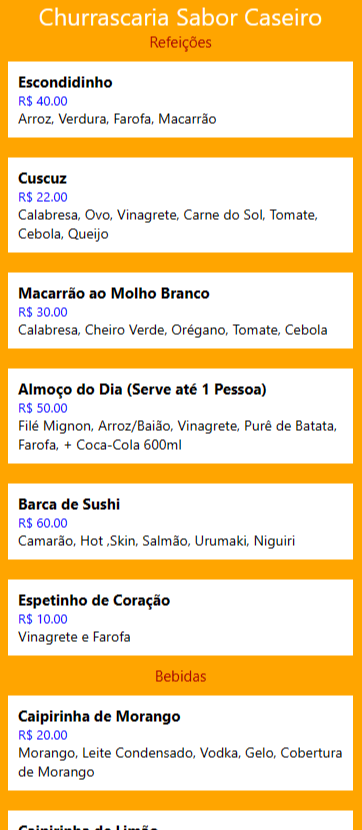 Churrascaria Sabor Caseiro
Refeições
Escondidinho
R$ 40.00
Arroz, Verdura, Farofa, Macarrão
Cuscuz
R$ 22.00
Calabresa, Ovo, Vinagrete, Carne do Sol, Tomate,
Cebola, Queijo
Macarrão ao Molho Branco
R$ 30.00
Calabresa, Cheiro Verde, Orégano, Tomate, Cebola
Almoço do Dia (Serve até 1 Pessoa)
R$ 50.00
Filé Mignon, Arroz/Baião, Vinagrete, Purê de Batata,
Farofa, + Coca-Cola 600ml
Barca de Sushi
R$ 60.00
Camarão, Hot ,Skin, Salmão, Urumaki, Niguiri
Espetinho de Coração
R$ 10.00
Vinagrete e Farofa
Bebidas
Caipirinha de Morango
R$ 20.00
Morango, Leite Condensado, Vodka, Gelo, Cobertura
de Morango
Caipirinha de Limão